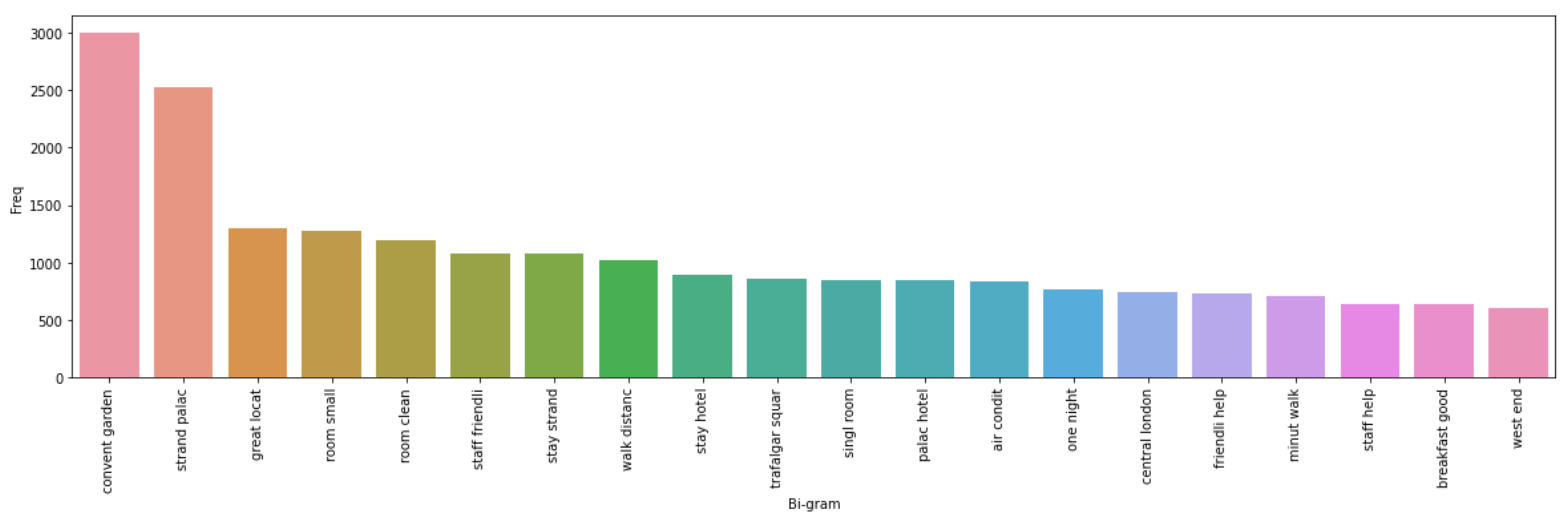 3000
2500
2000
1500
1000
500
0
Freq
convent garden
strand palac
great locat
room small
room clean
staff friendli
stay strand
walk distanc
stay hotel
trafalgar squar
singl room
palac hotel
air condit
one night
central london
friendli help
minut walk
staff help
breakfast good
west end
Bi-gram